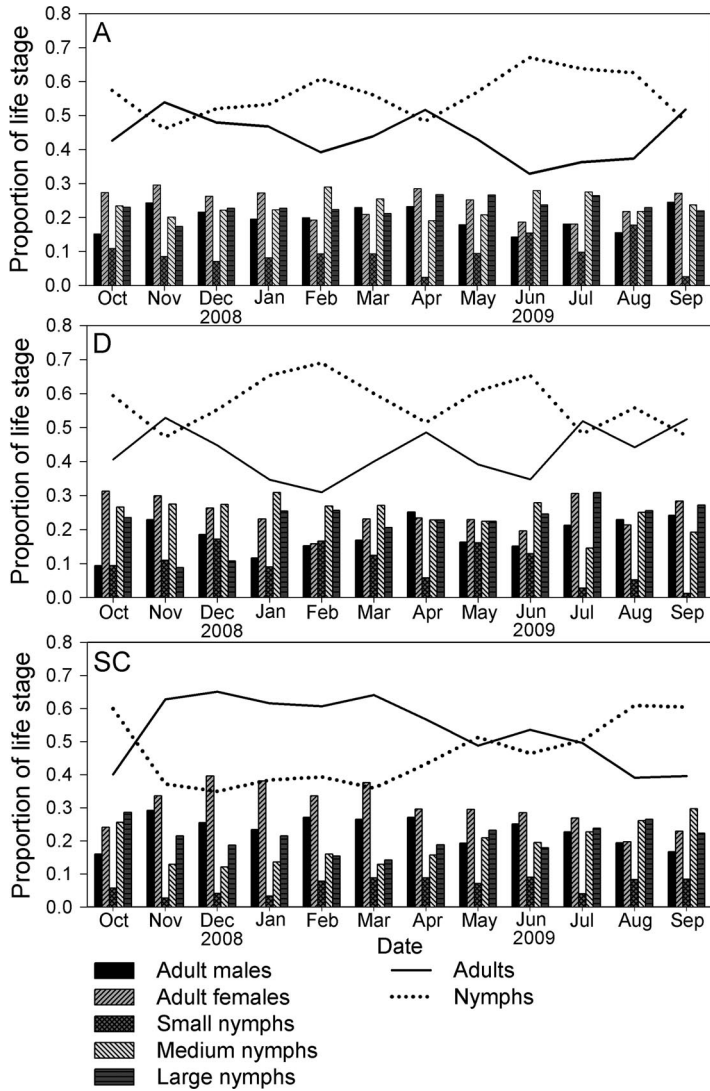 A
Proportion of life stage
0.8
0.7
0.6
0.5
0.4
0.3
0.2
0.1
0.0
Oct Nov Dec Jan Feb Mar Apr May Jun Jul Aug Sep
2008 2009
D
Proportion of life stage
0.8
0.7
0.6
0.5
0.4
0.3
0.2
0.1
0.0
Oct Nov Dec Jan Feb Mar Apr May Jun Jul Aug Sep
2008 2009
SC
Proportion of life stage
0.8
0.7
0.6
0.5
0.4
0.3
0.2
0.1
0.0
Oct Nov Dec Jan Feb Mar Apr May Jun Jul Aug Sep
2008 Date 2009
Adult males
Adult females
Small nymphs
Medium nymphs
Large nymphs
Adults
Nymphs